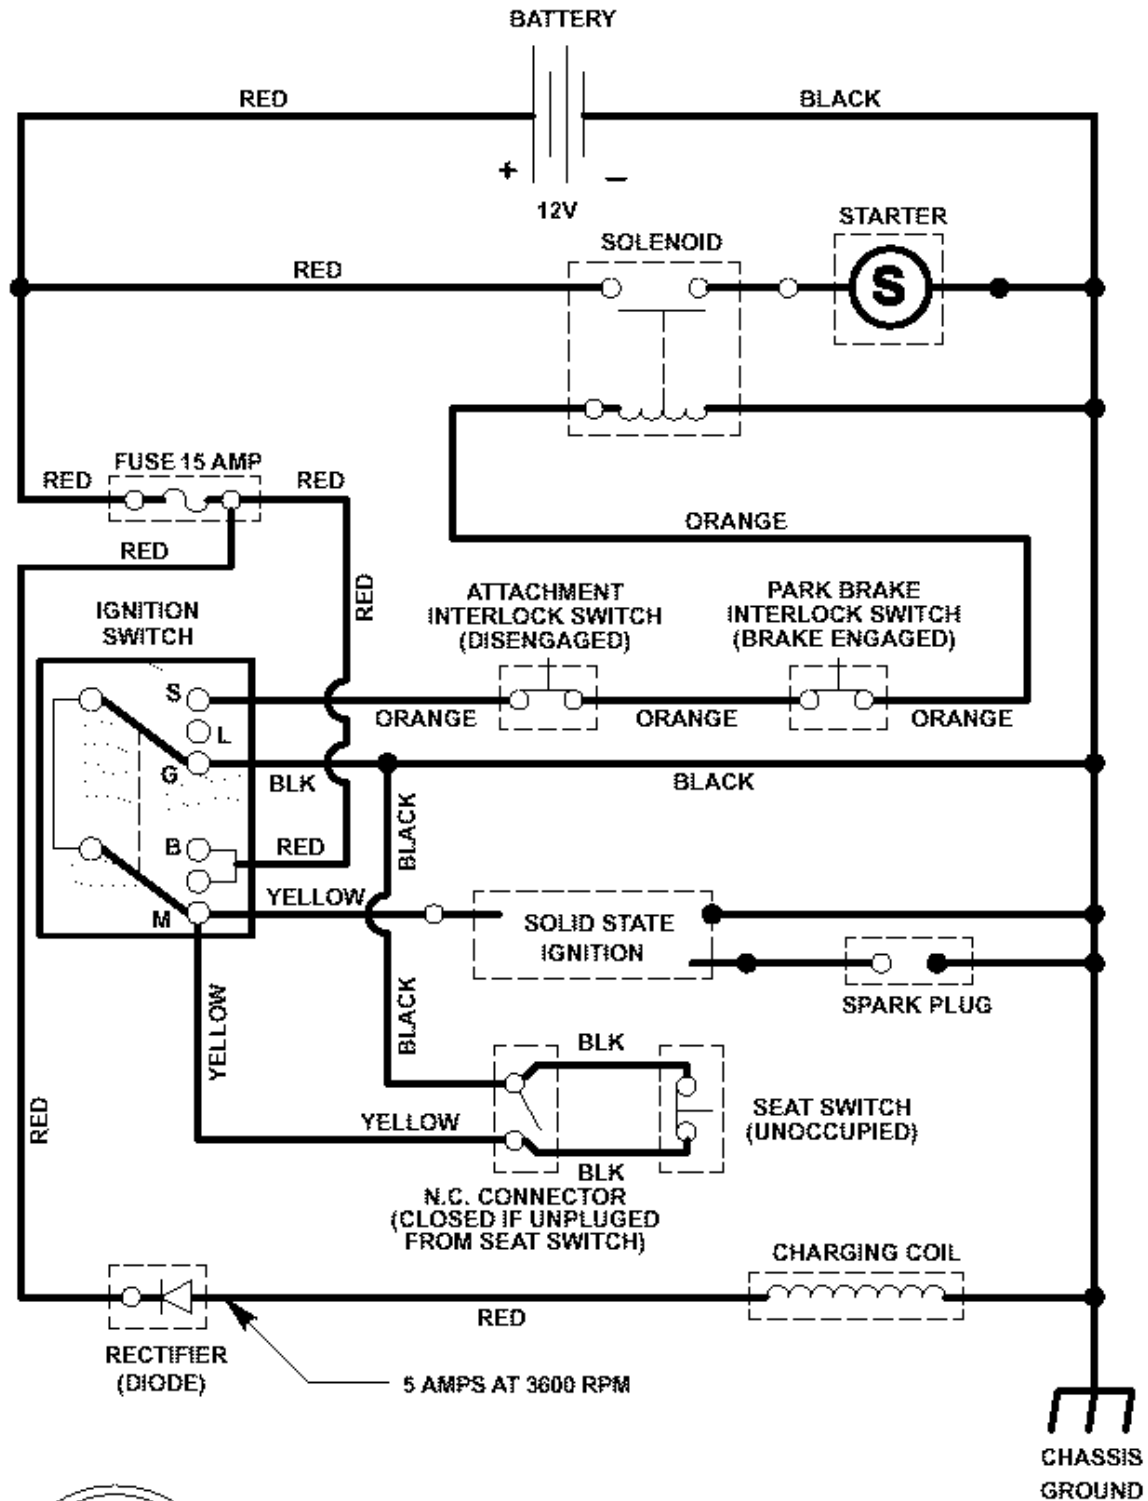 BATTERY
RED
BLACK
+
−
12V
STARTER
SOLENOID
RED
S
FUSE 15 AMP
RED
RED
ORANGE
RED
RED
ATTACHMENT
INTERLOCK SWITCH
(DISENGAGED)
PARK BRAKE
INTERLOCK SWITCH
(BRAKE ENGAGED)
IGNITION
SWITCH
S
ORANGE
ORANGE
ORANGE
L
G
BLK
BLACK
BLACK
B
RED
YELLOW
M
SOLID STATE
IGNITION
SPARK PLUG
YELLOW
BLACK
BLK
SEAT SWITCH
(UNOCCUPIED)
YELLOW
RED
BLK
N.C. CONNECTOR
(CLOSED IF UNPLUGED
FROM SEAT SWITCH)
CHARGING COIL
RED
RECTIFIER
(DIODE)
5 AMPS AT 3600 RPM
CHASSIS
GROUND